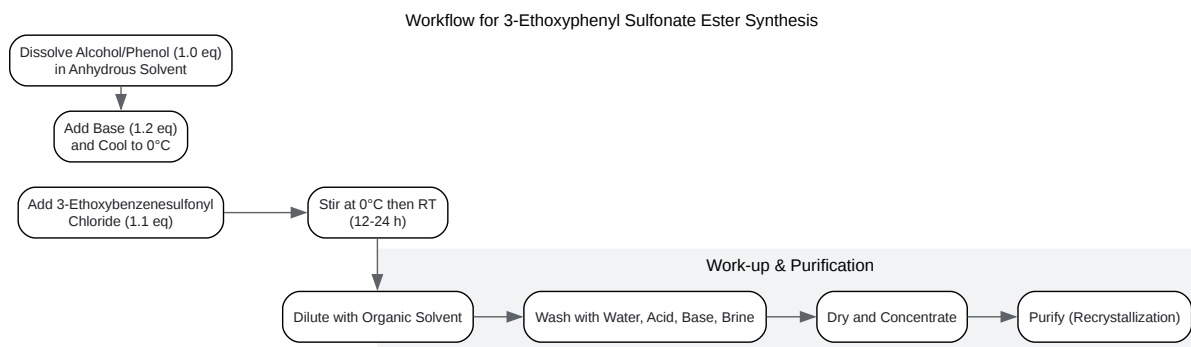 Workflow for 3-Ethoxyphenyl Sulfonate Ester Synthesis
Dissolve Alcohol/Phenol (1.0 eq)
in Anhydrous Solvent
Add Base (1.2 eq)
and Cool to 0°C
Add 3-Ethoxybenzenesulfonyl
Chloride (1.1 eq)
Stir at 0°C then RT
(12-24 h)
Work-up & Purification
Dilute with Organic Solvent
Wash with Water, Acid, Base, Brine
Dry and Concentrate
Purify (Recrystallization)